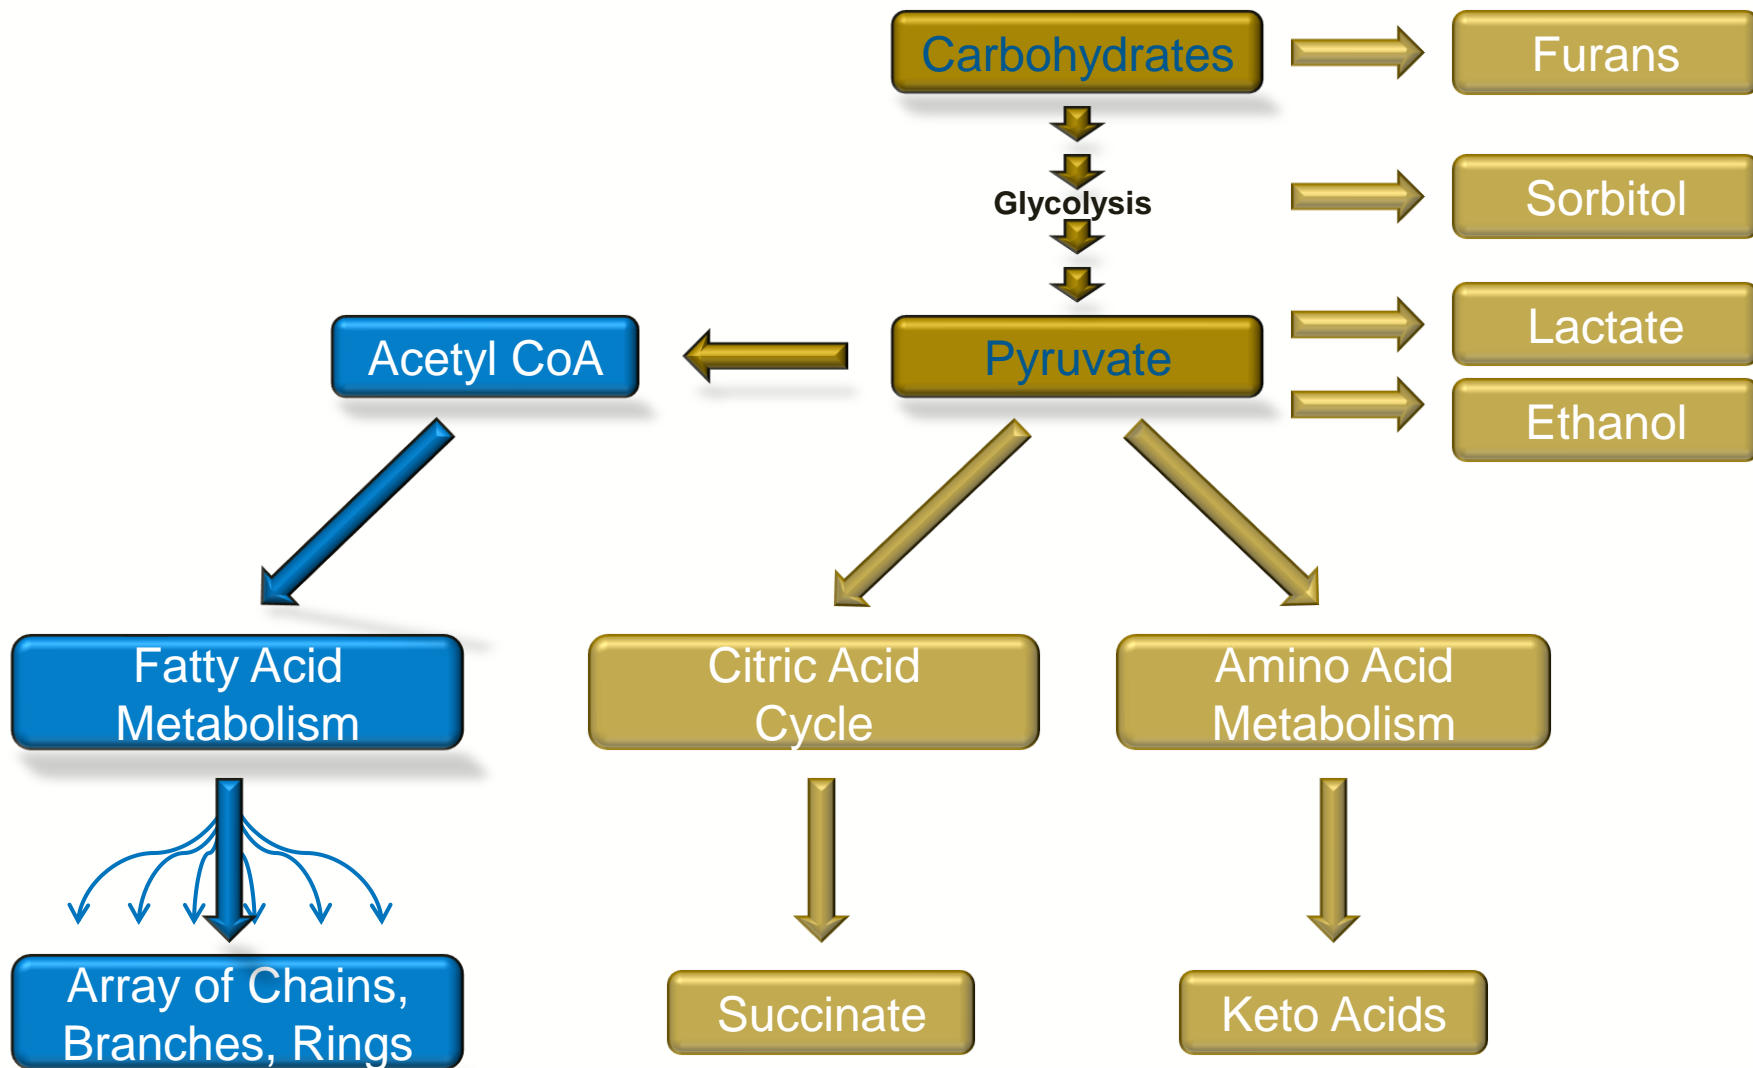 Carbohydrates
Furans
Sorbitol
Glycolysis
Lactate
Acetyl CoA
Pyruvate
Ethanol
Fatty Acid
Metabolism
Citric Acid
Cycle
Amino Acid
Metabolism
Array of Chains,
Branches, Rings
Succinate
Keto Acids